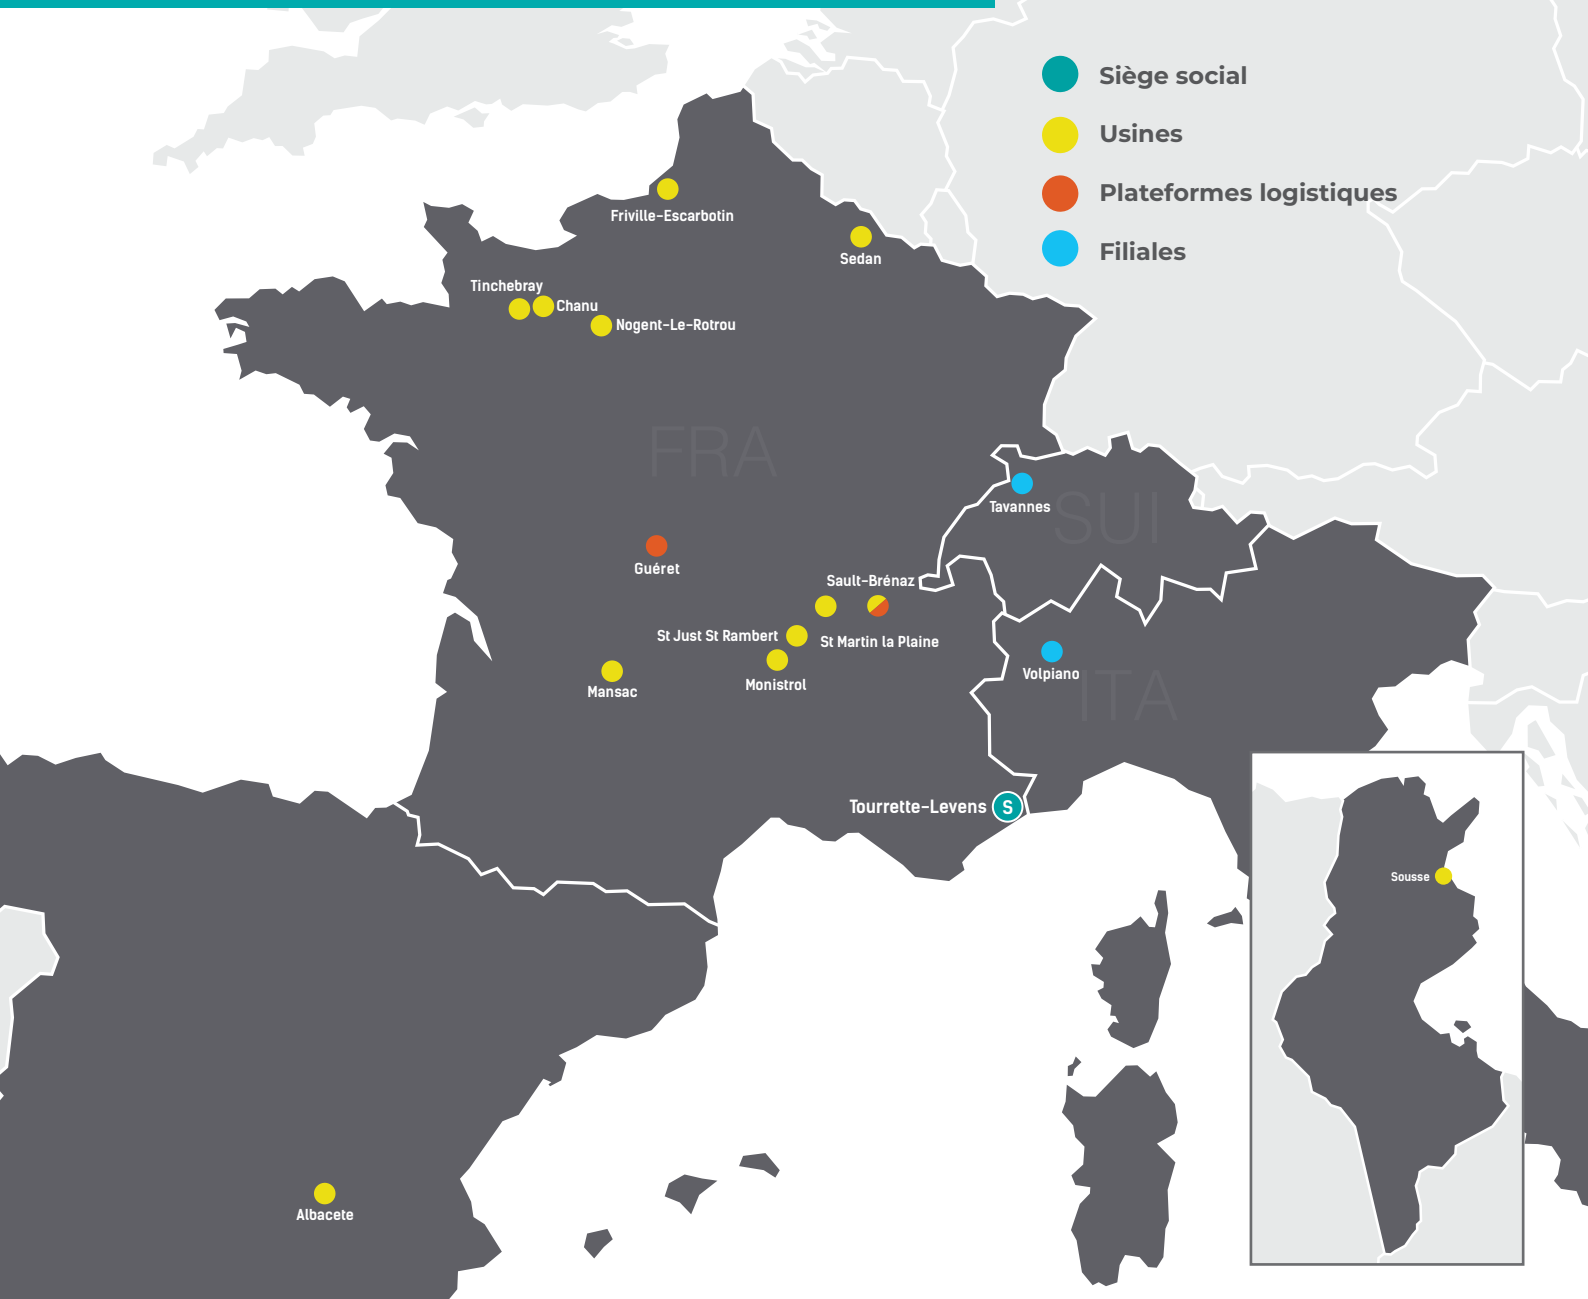 Siège social
Usines
Plateformes logistiques
Filiales
Friville-Escarbotin
Sedan
Tinchebray
Chanu
Nogent-Le-Rotrou
FRA
Tavannes
SUI
Guéret
Sault-Brénaz
St Just St Rambert
St Martin la Plaine
Volpiano
Monistrol
Mansac
ITA
Tourrette-Levens
S
Sousse
Albacete